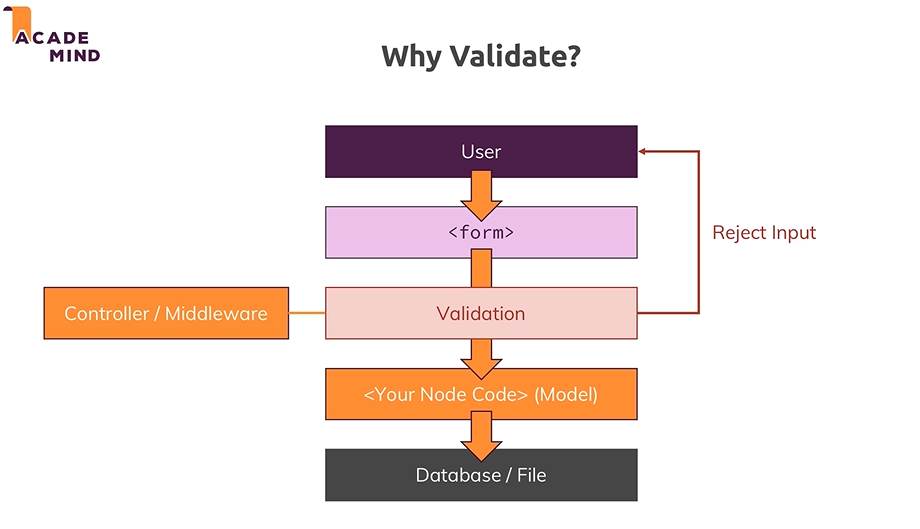 ACADE
MIND
Why Validate?
User
<form>
Reject Input
Controller / Middleware
Validation
<Your Node Code> (Model)
Database / File